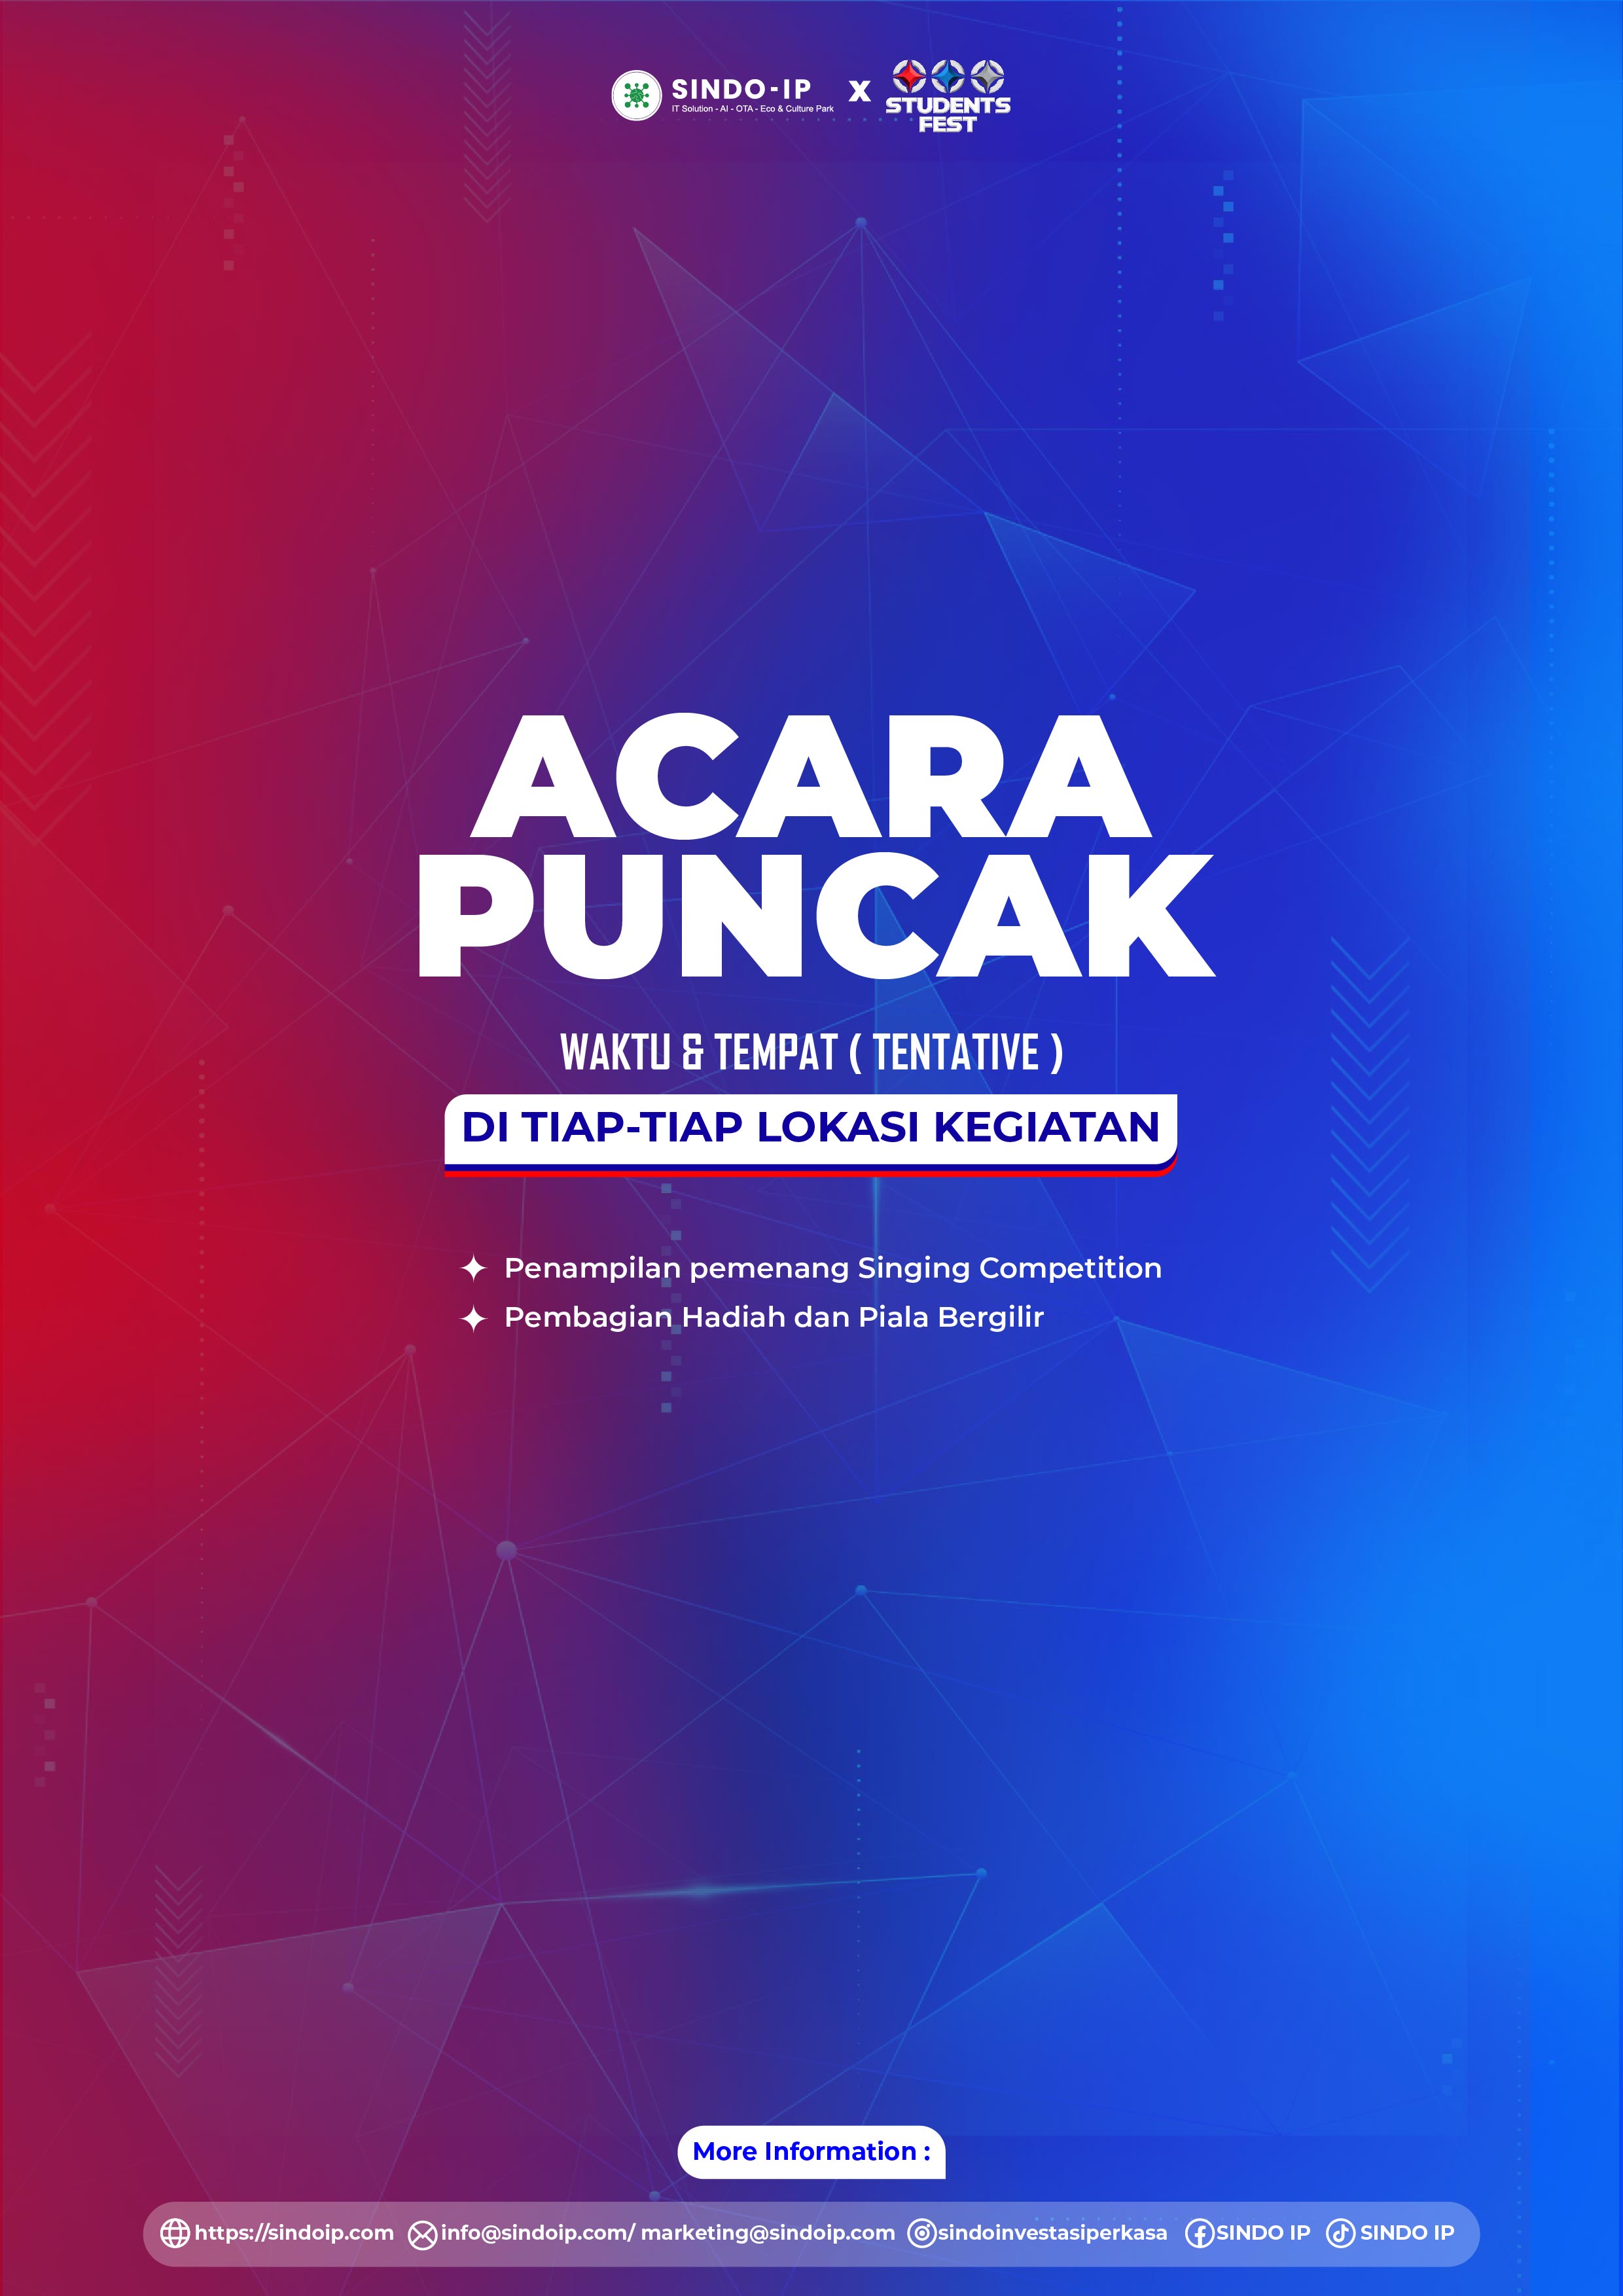 SINDO-IP
IT Solution - AI - OTA - Eco & Culture Park
X
STUDENTS
FEST
ACARA
PUNCAK
WAKTU & TEMPAT ( TENTATIVE )
DI TIAP-TIAP LOKASI KEGIATAN
Penampilan pemenang Singing Competition
Pembagian Hadiah dan Piala Bergilir
More Information :
https://sindoip.com info@sindoip.com/ marketing@sindoip.com sindoinvestasiperkasa SINDO IP SINDO IP